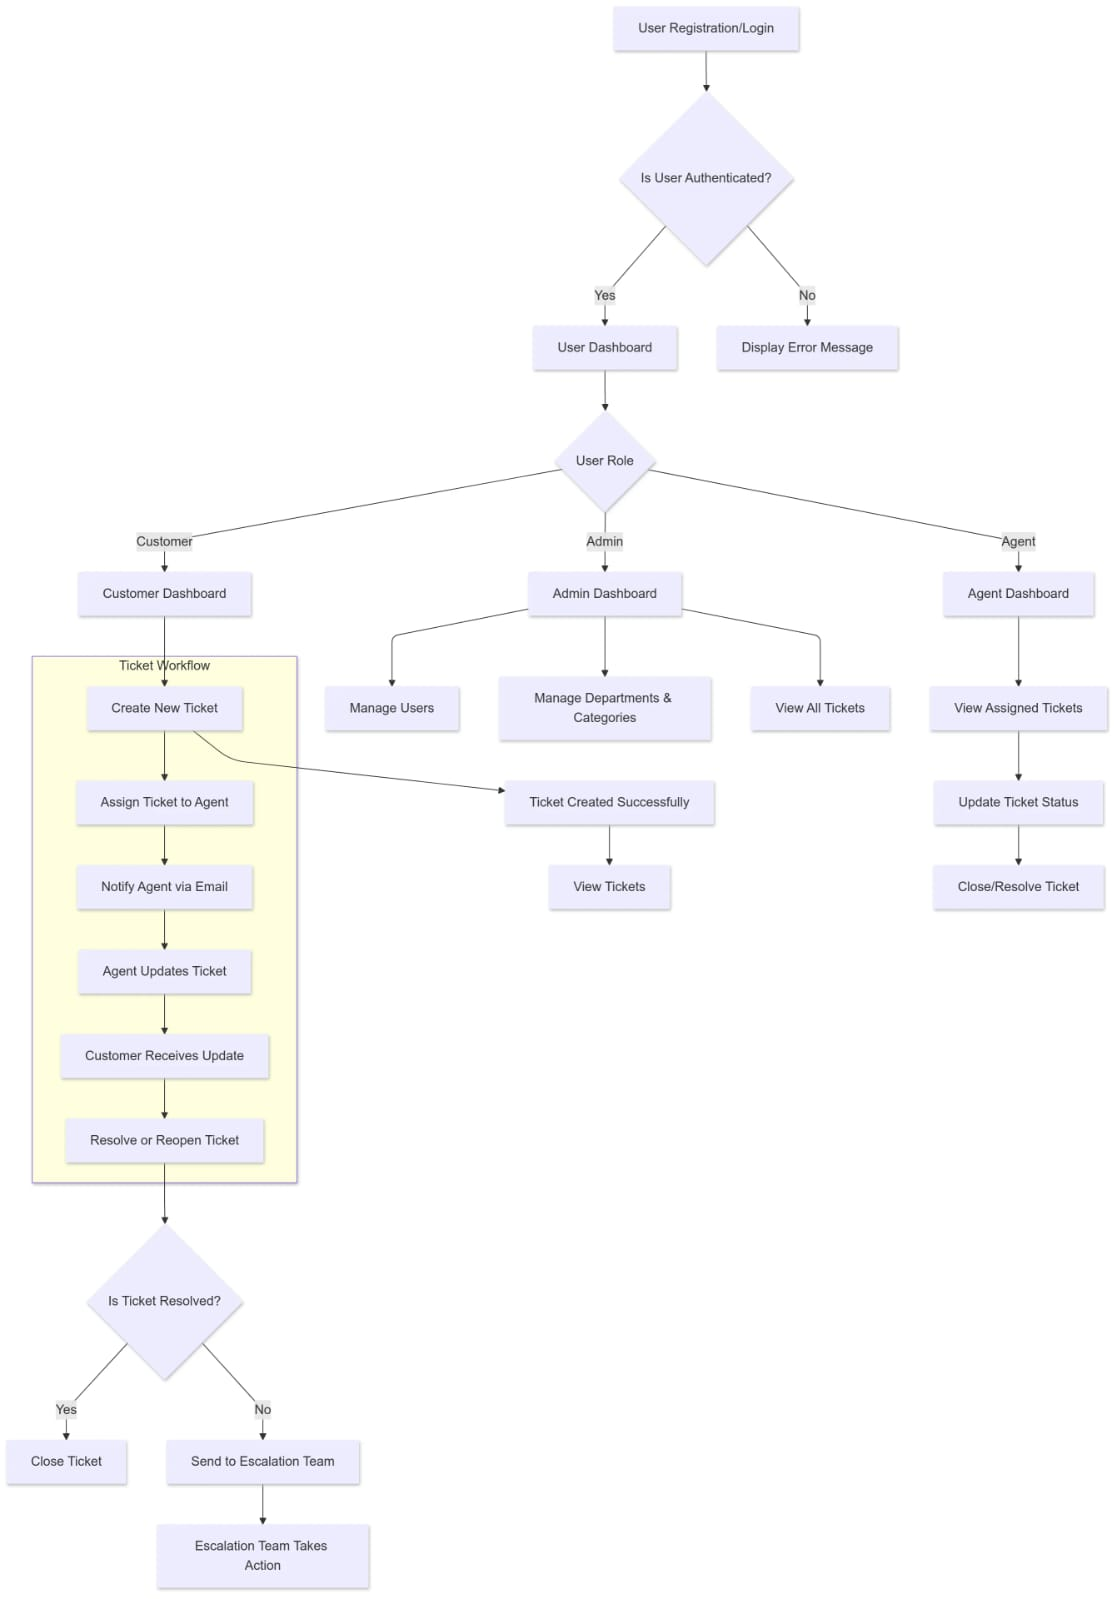 User Registration/Login
Is User Authenticated?
Yes
No
User Dashboard
Display Error Message
User Role
Customer
Admin
Agent
Customer Dashboard
Admin Dashboard
Agent Dashboard
Ticket Workflow
Create New Ticket
Manage Users
Manage Departments &
Categories
View All Tickets
View Assigned Tickets
Assign Ticket to Agent
Ticket Created Successfully
Update Ticket Status
Notify Agent via Email
View Tickets
Close/Resolve Ticket
Agent Updates Ticket
Customer Receives Update
Resolve or Reopen Ticket
Is Ticket Resolved?
Yes
No
Close Ticket
Send to Escalation Team
Escalation Team Takes
Action